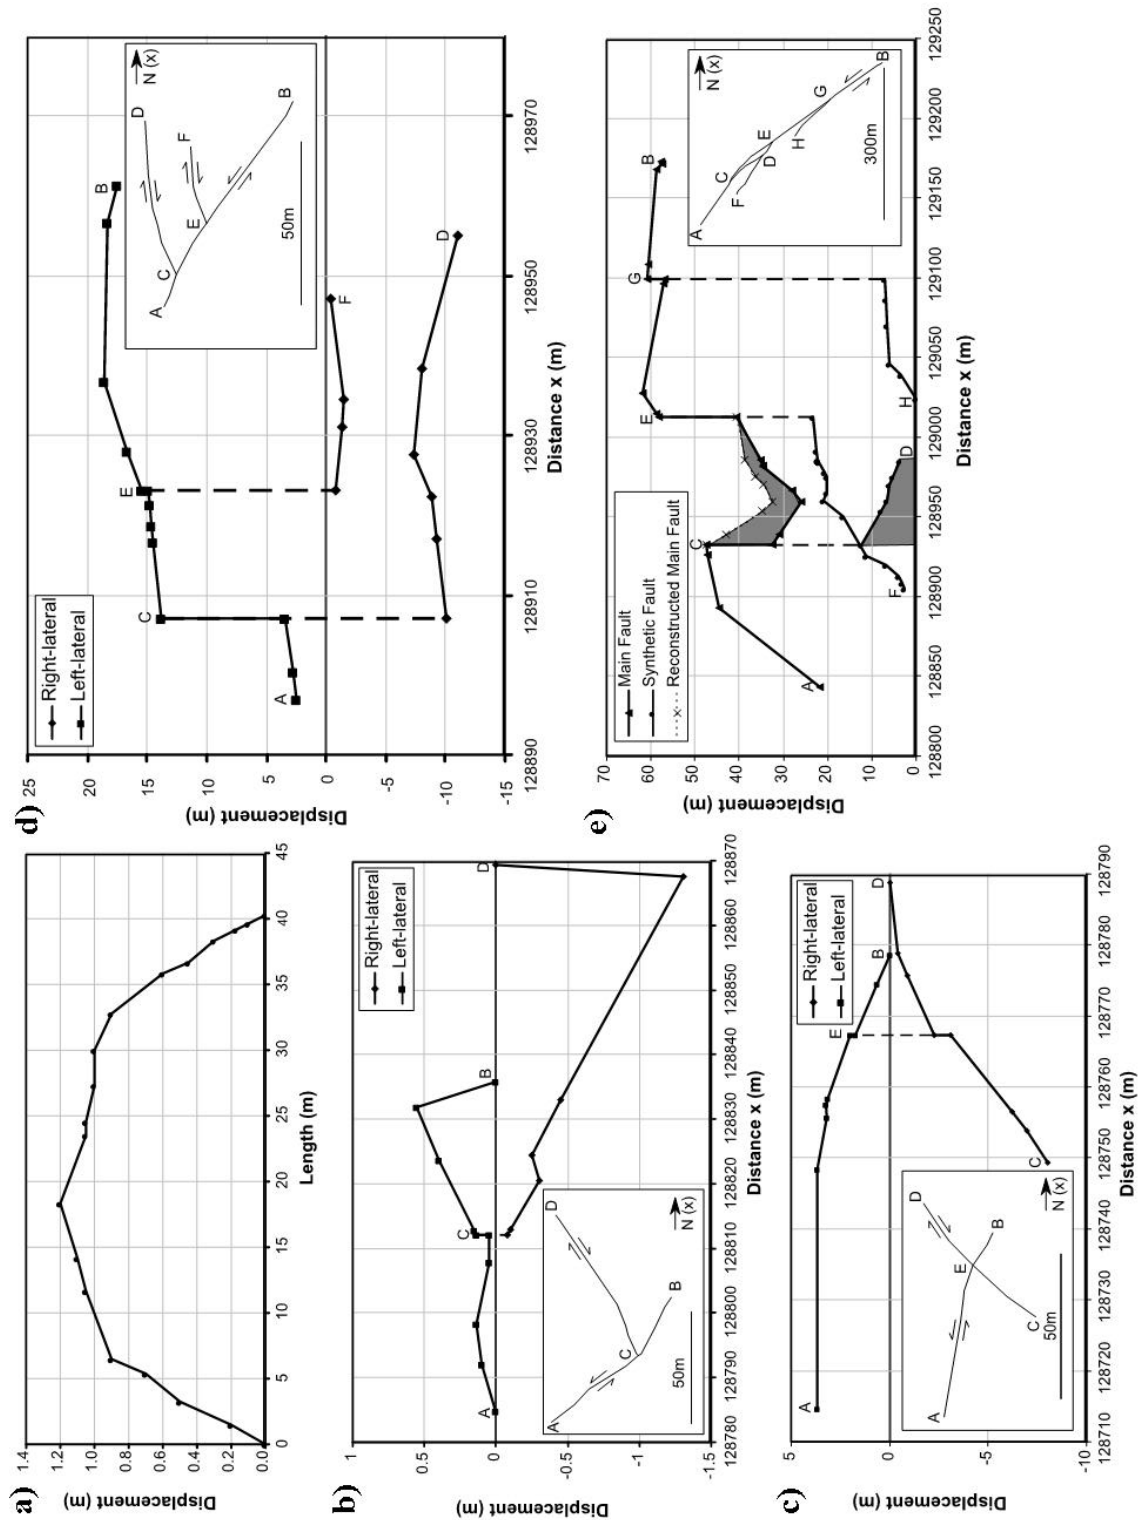 a)
Displacement (m)
1.4
1.2
1.0
0.8
0.6
0.4
0.2
0.0
0
5
10
15
20
25
30
35
40
45
Length (m)
b)
Displacement (m)
1
0.5
0
-0.5
-1
-1.5
Right-lateral
Left-lateral
A
C
B
D
A
C
B
D
50m
N (x)
128780
128790
128800
128810
128820
128830
128840
128850
128860
128870
Distance x (m)
c)
Displacement (m)
5
0
-5
-10
Right-lateral
Left-lateral
A
E
B
D
C
A
E
B
D
C
50m
N (x)
128710
128720
128730
128740
128750
128760
128770
128780
128790
Distance x (m)
d)
Displacement (m)
25
20
15
10
5
0
-5
-10
-15
Right-lateral
Left-lateral
A
C
E
B
F
D
A
C
E
D
F
B
50m
N (x)
128890
128910
128930
128950
128970
Distance x (m)
e)
Displacement (m)
70
60
50
40
30
20
10
0
Main Fault
Synthetic Fault
Reconstructed Main Fault
A
C
E
G
B
F
D
H
A
C
F
D
E
H
G
B
300m
N (x)
128800
128850
128900
128950
129000
129050
129100
129150
129200
129250
Distance x (m)